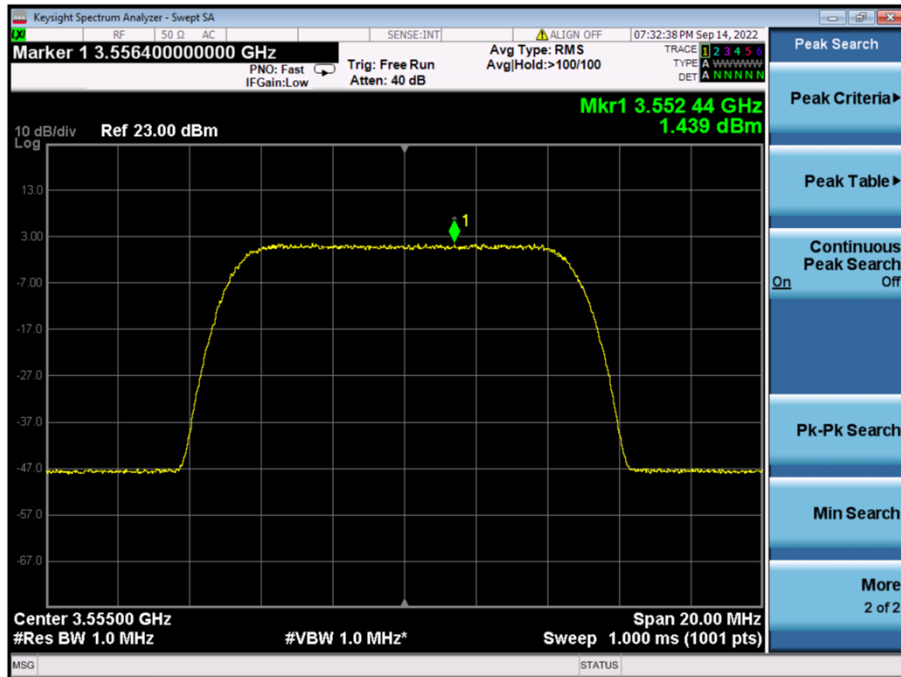 Keysight Spectrum Analyzer - Swept SA
LXI RF 50 Ω AC SENSE:INT ALIGN OFF 07:32:38 PM Sep 14, 2022
Marker 1 3.556400000000 GHz
PNO: Fast
IFGain:Low
Trig: Free Run
Atten: 40 dB
Avg Type: RMS
Avg|Hold:>100/100
TRACE 1 2 3 4 5 6
TYPE A WWWWW
DET A N N N N N
Mkr1 3.552 44 GHz
1.439 dBm
10 dB/div Ref 23.00 dBm
Log
13.0
3.00
-7.00
-17.0
-27.0
-37.0
-47.0
-57.0
-67.0
1
Center 3.55500 GHz Span 20.00 MHz
#Res BW 1.0 MHz #VBW 1.0 MHz* Sweep 1.000 ms (1001 pts)
MSG STATUS
Peak Search
Peak Criteria
Peak Table
Continuous
Peak Search
On Off
Pk-Pk Search
Min Search
More
2 of 2